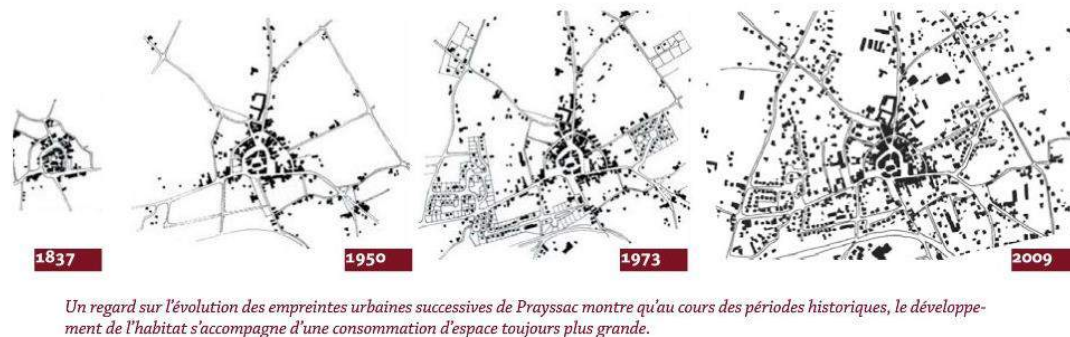 1837
1950
1973
2009
Un regard sur l'évolution des empreintes urbaines successives de Prayssac montre qu'au cours des périodes historiques, le développe-
ment de l'habitat s'accompagne d'une consommation d'espace toujours plus grande.